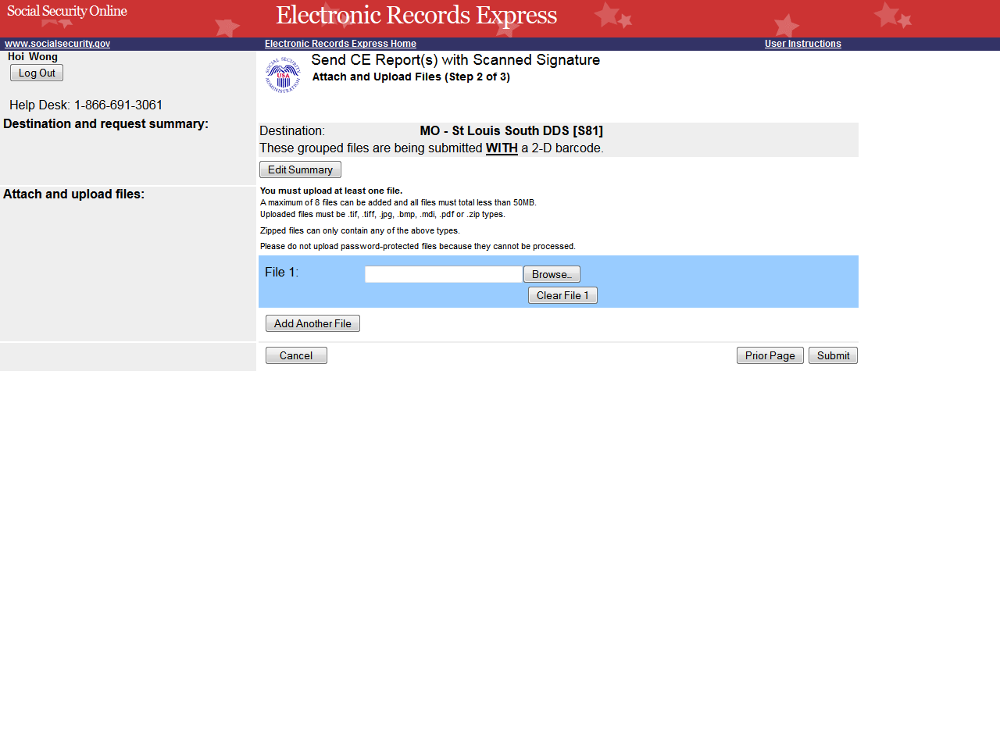 Social Security Online
Electronic Records Express
www.socialsecurity.gov
Electronic Records Express Home
User Instructions
Hoi Wong
Log Out
Help Desk: 1-866-691-3061
SOCIAL SECURITY ADMINISTRATION
USA
Send CE Report(s) with Scanned Signature
Attach and Upload Files (Step 2 of 3)
Destination and request summary:
Destination: MO - St Louis South DDS [S81]
These grouped files are being submitted WITH a 2-D barcode.
Edit Summary
Attach and upload files:
You must upload at least one file.
A maximum of 8 files can be added and all files must total less than 50MB.
Uploaded files must be .tif, .tiff, .jpg, .bmp, .mdi, .pdf or .zip types.
Zipped files can only contain any of the above types.
Please do not upload password-protected files because they cannot be processed.
File 1:
Browse...
Clear File 1
Add Another File
Cancel
Prior Page
Submit